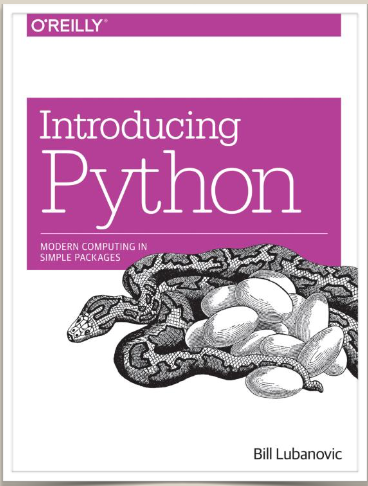 O'REILLY®
Introducing
Python
MODERN COMPUTING IN
SIMPLE PACKAGES
Bill Lubanovic